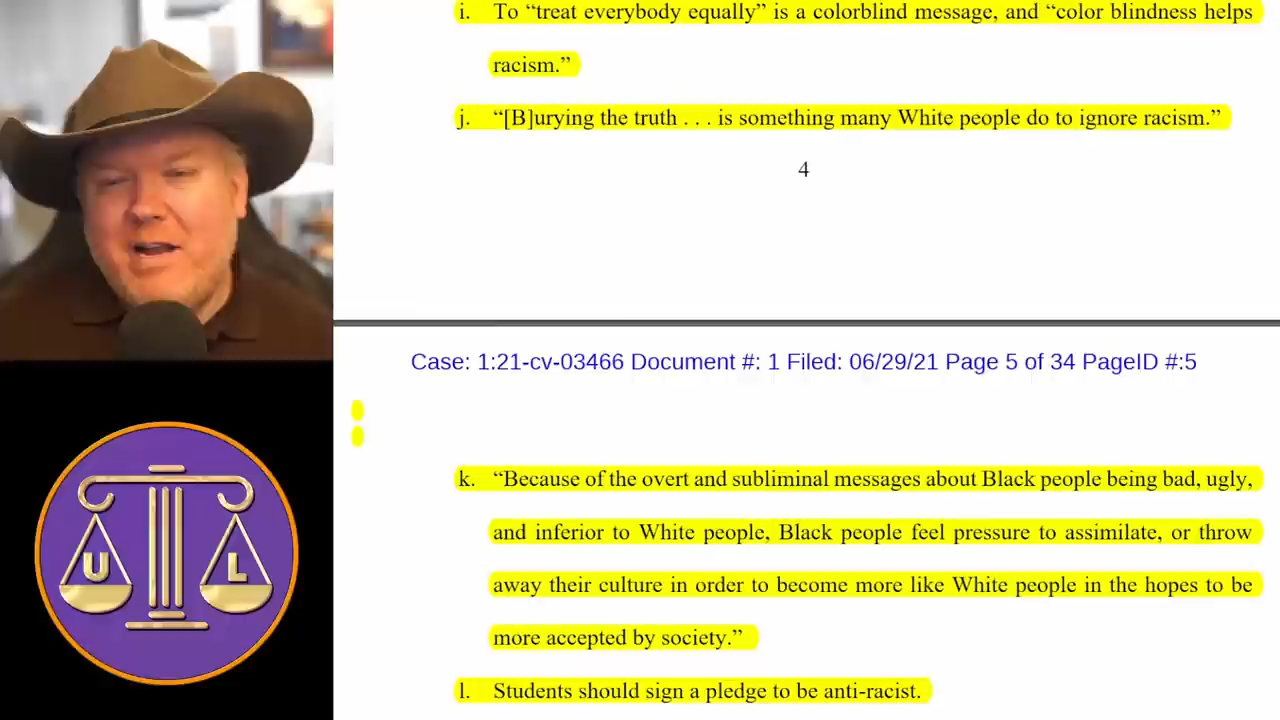 i. To “treat everybody equally” is a colorblind message, and “color blindness helps
racism.”
j. “[B]urying the truth . . . is something many White people do to ignore racism.”
4
Case: 1:21-cv-03466 Document #: 1 Filed: 06/29/21 Page 5 of 34 PageID #:5
k. “Because of the overt and subliminal messages about Black people being bad, ugly,
and inferior to White people, Black people feel pressure to assimilate, or throw
away their culture in order to become more like White people in the hopes to be
more accepted by society.”
l. Students should sign a pledge to be anti-racist.
U L